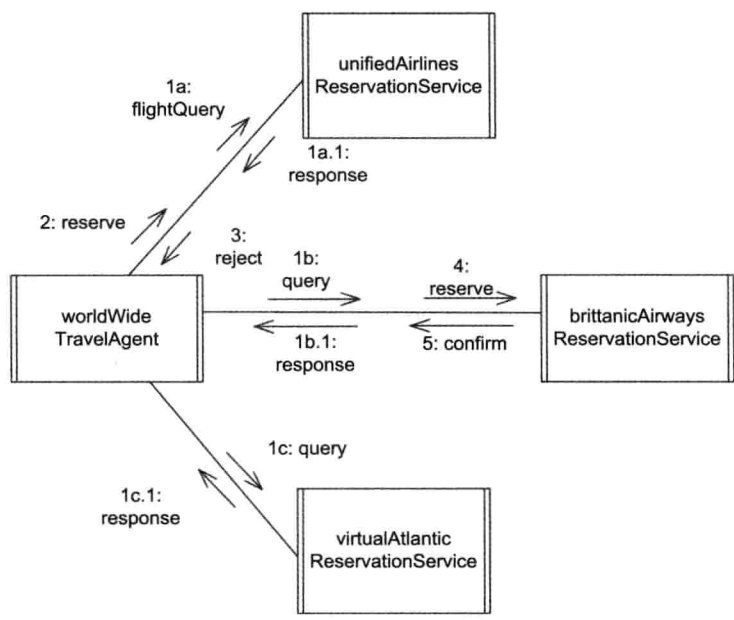 unifiedAirlines
ReservationService
1a:
flightQuery
1a.1:
response
2: reserve
3:
reject
1b:
query
4:
reserve
worldWide
TravelAgent
brittanicAirways
ReservationService
1b.1:
response
5: confirm
1c: query
1c.1:
response
virtualAtlantic
ReservationService